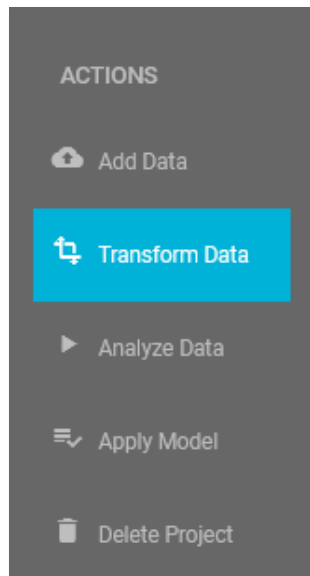 ACTIONS
Add Data
Transform Data
Analyze Data
Apply Model
Delete Project